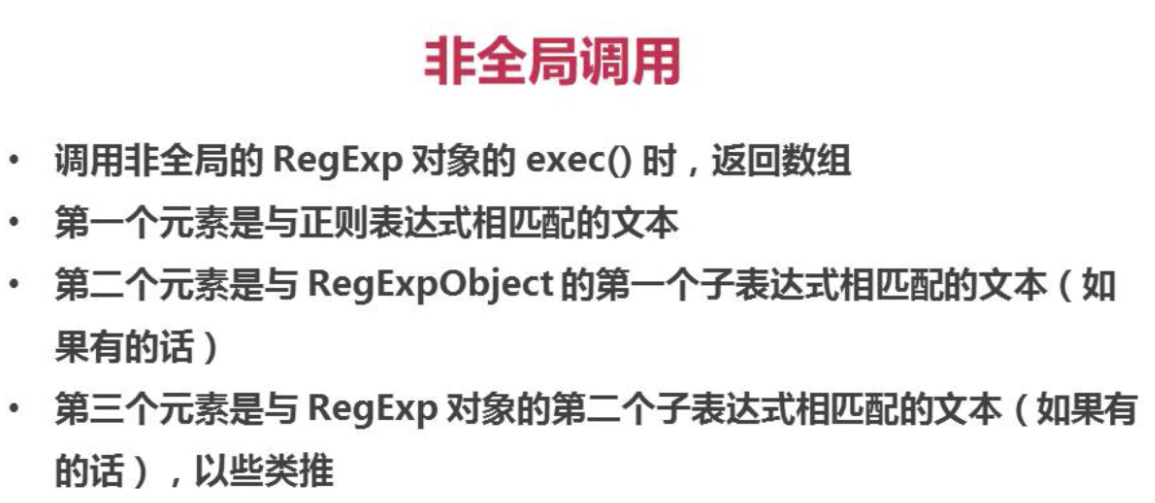 非全局调用
• 调用非全局的 RegExp 对象的 exec() 时，返回数组
• 第一个元素是与正则表达式相匹配的文本
• 第二个元素是与 RegExpObject 的第一个子表达式相匹配的文本（如
果有的话）
• 第三个元素是与 RegExp 对象的第二个子表达式相匹配的文本（如果有
的话），以些类推